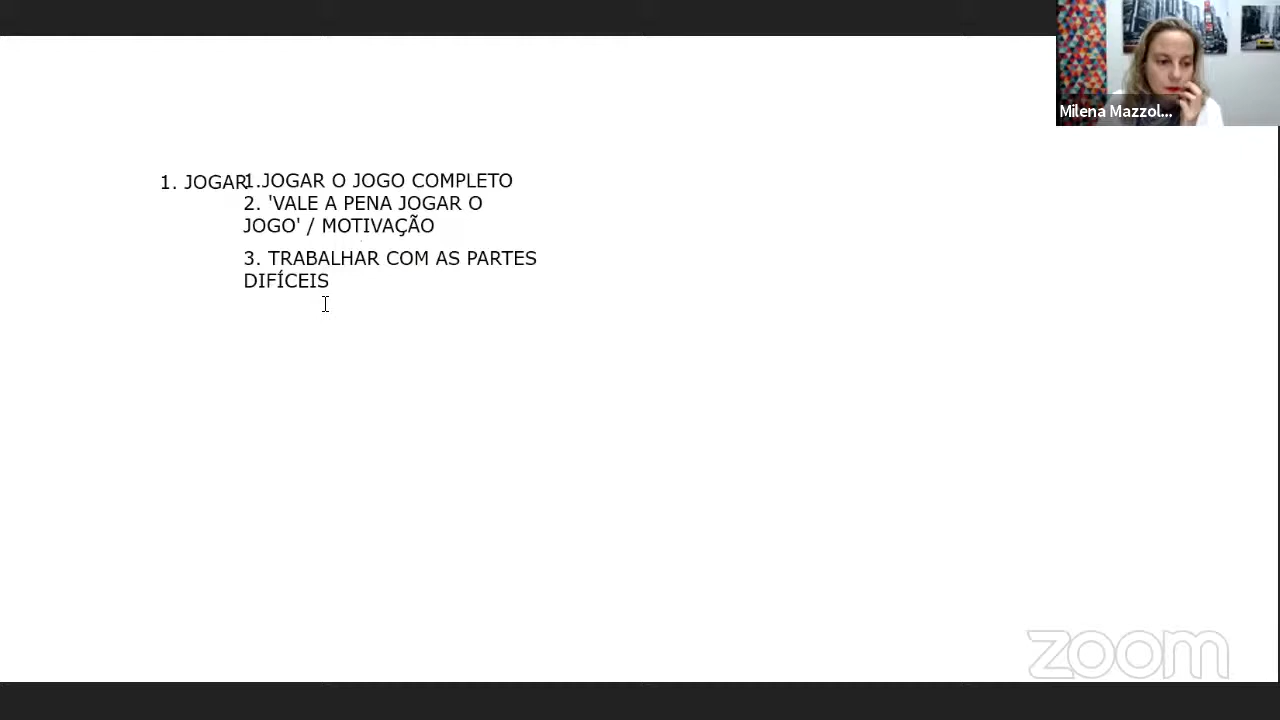 Milena Mazzol...
1. JOGAR
1.JOGAR O JOGO COMPLETO
2. 'VALE A PENA JOGAR O
JOGO' / MOTIVAÇÃO
3. TRABALHAR COM AS PARTES
DIFÍCEIS
zoom